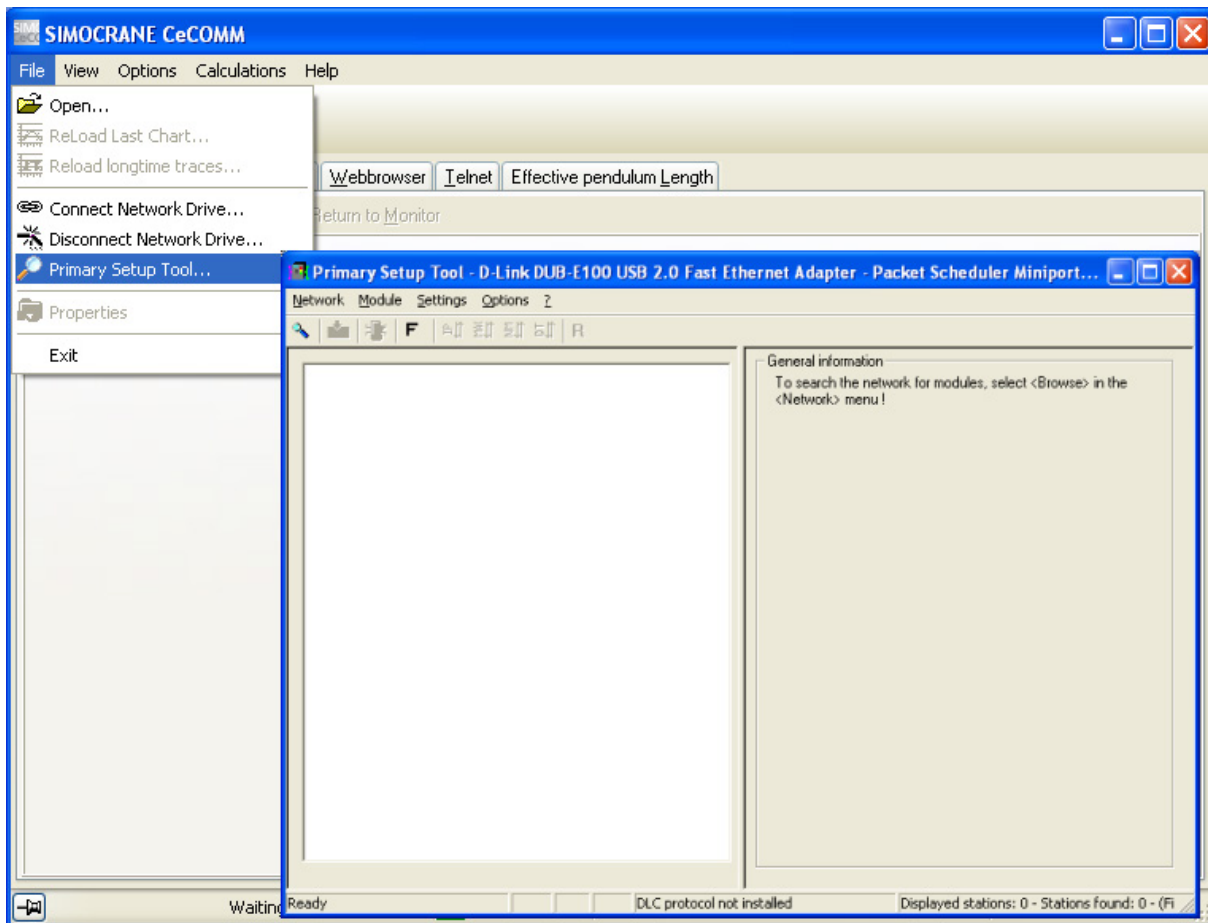 SIMOCRANE CeCOMM
File View Options Calculations Help
Open...
ReLoad Last Chart...
Reload longtime traces...
Webbrowser Telnet Effective pendulum Length
Connect Network Drive...
Return to Monitor
Disconnect Network Drive...
Primary Setup Tool...
Properties
Exit
Primary Setup Tool - D-Link DUB-E100 USB 2.0 Fast Ethernet Adapter - Packet Scheduler Miniport...
Network Module Settings Options ?
F R
General information
To search the network for modules, select <Browse> in the
<Network> menu !
Waiting
Ready DLC protocol not installed Displayed stations: 0 - Stations found: 0 - (Fi